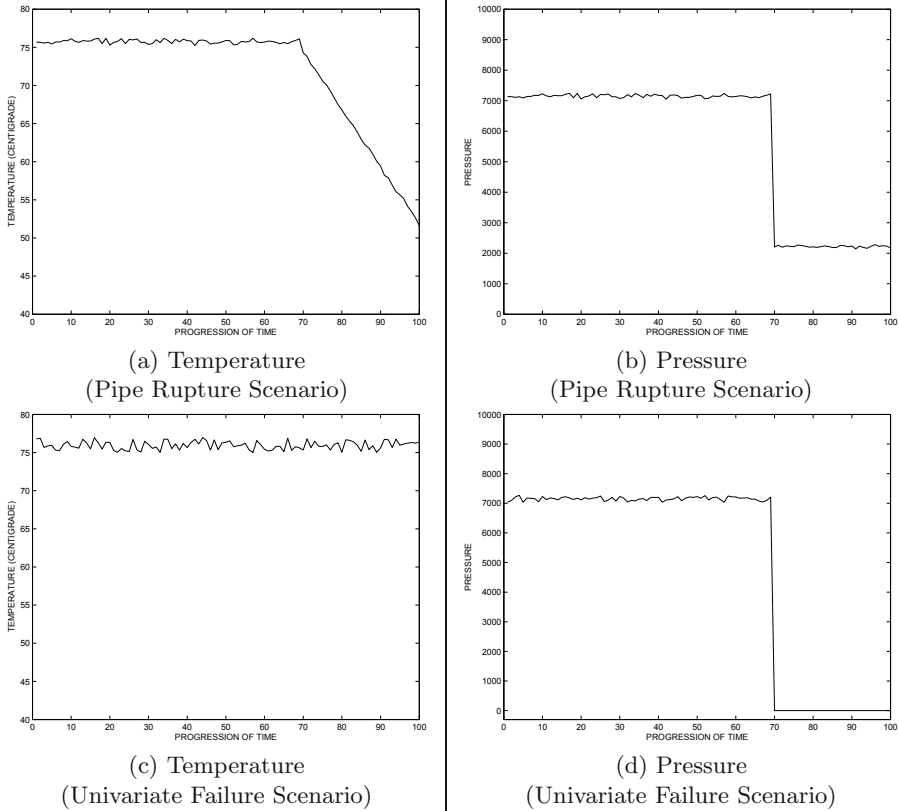 80
75
70
65
60
55
50
45
40
TEMPERATURE (CENTIGRADE)
0 10 20 30 40 50 60 70 80 90 100
PROGRESSION OF TIME
(a) Temperature
(Pipe Rupture Scenario)
10000
9000
8000
7000
6000
5000
4000
3000
2000
1000
0
PRESSURE
0 10 20 30 40 50 60 70 80 90 100
PROGRESSION OF TIME
(b) Pressure
(Pipe Rupture Scenario)
80
75
70
65
60
55
50
45
40
TEMPERATURE (CENTIGRADE)
0 10 20 30 40 50 60 70 80 90 100
PROGRESSION OF TIME
(c) Temperature
(Univariate Failure Scenario)
10000
9000
8000
7000
6000
5000
4000
3000
2000
1000
0
PRESSURE
0 10 20 30 40 50 60 70 80 90 100
PROGRESSION OF TIME
(d) Pressure
(Univariate Failure Scenario)